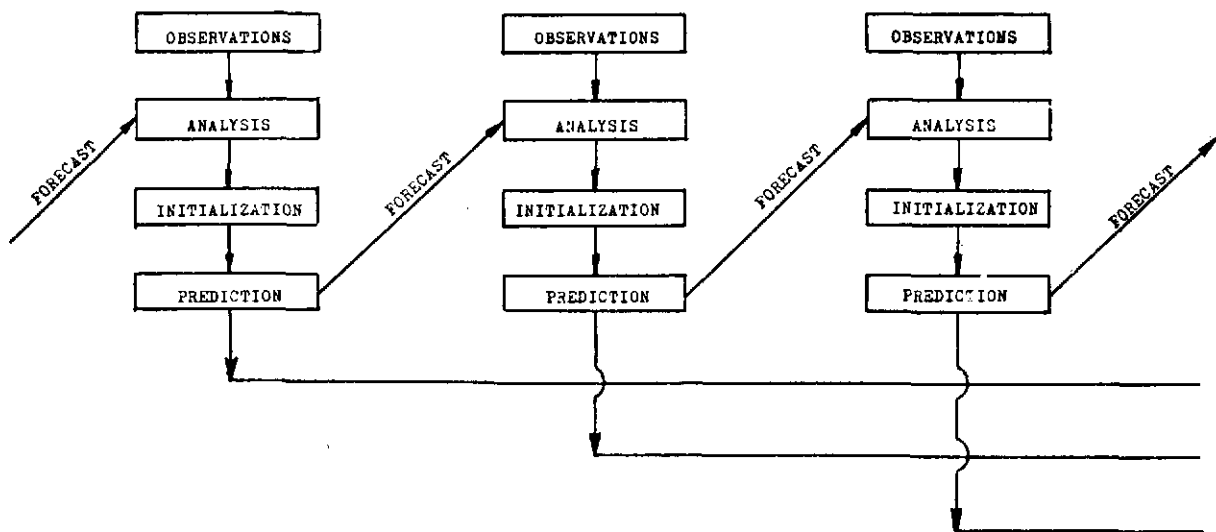 OBSERVATIONS
ANALYSIS
INITIALIZATION
PREDICTION
FORECAST
OBSERVATIONS
ANALYSIS
INITIALIZATION
PREDICTION
FORECAST
OBSERVATIONS
ANALYSIS
INITIALIZATION
PREDICTION
FORECAST
FORECAST